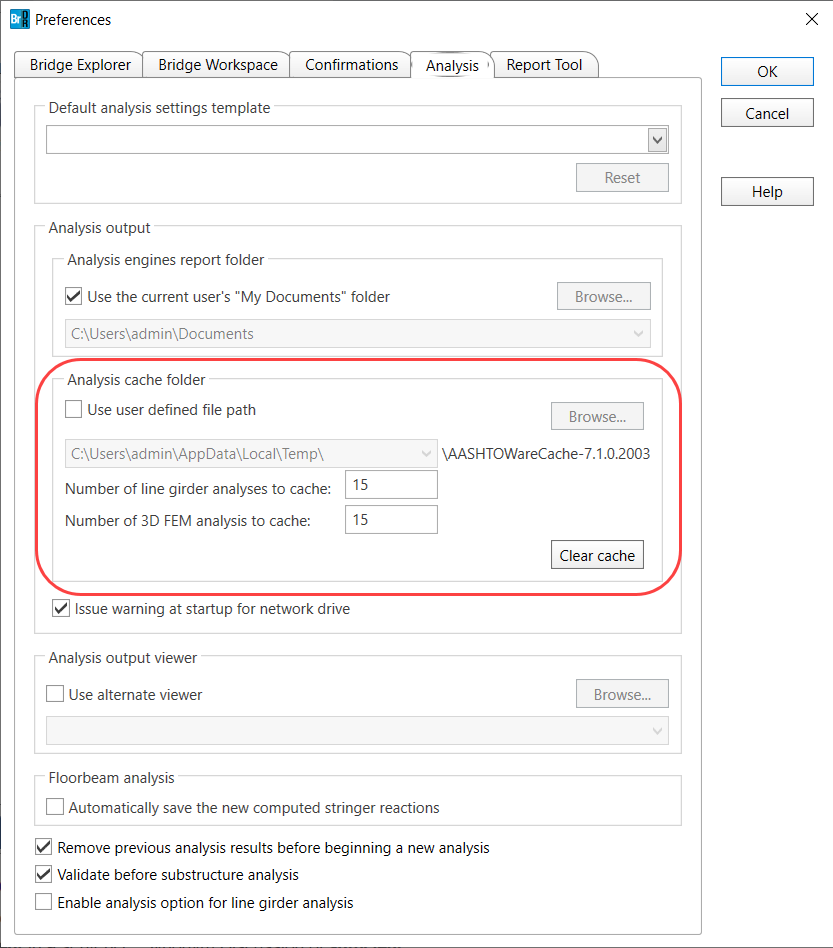 BrDR Preferences
Bridge Explorer Bridge Workspace Confirmations Analysis Report Tool
OK
Cancel
Help
Default analysis settings template
Reset
Analysis output
Analysis engines report folder
Use the current user's "My Documents" folder Browse...
C:\Users\admin\Documents
Analysis cache folder
Use user defined file path Browse...
C:\Users\admin\AppData\Local\Temp\ \AASHTOWareCache-7.1.0.2003
Number of line girder analyses to cache: 15
Number of 3D FEM analysis to cache: 15
Clear cache
Issue warning at startup for network drive
Analysis output viewer
Use alternate viewer Browse...
Floorbeam analysis
Automatically save the new computed stringer reactions
Remove previous analysis results before beginning a new analysis
Validate before substructure analysis
Enable analysis option for line girder analysis